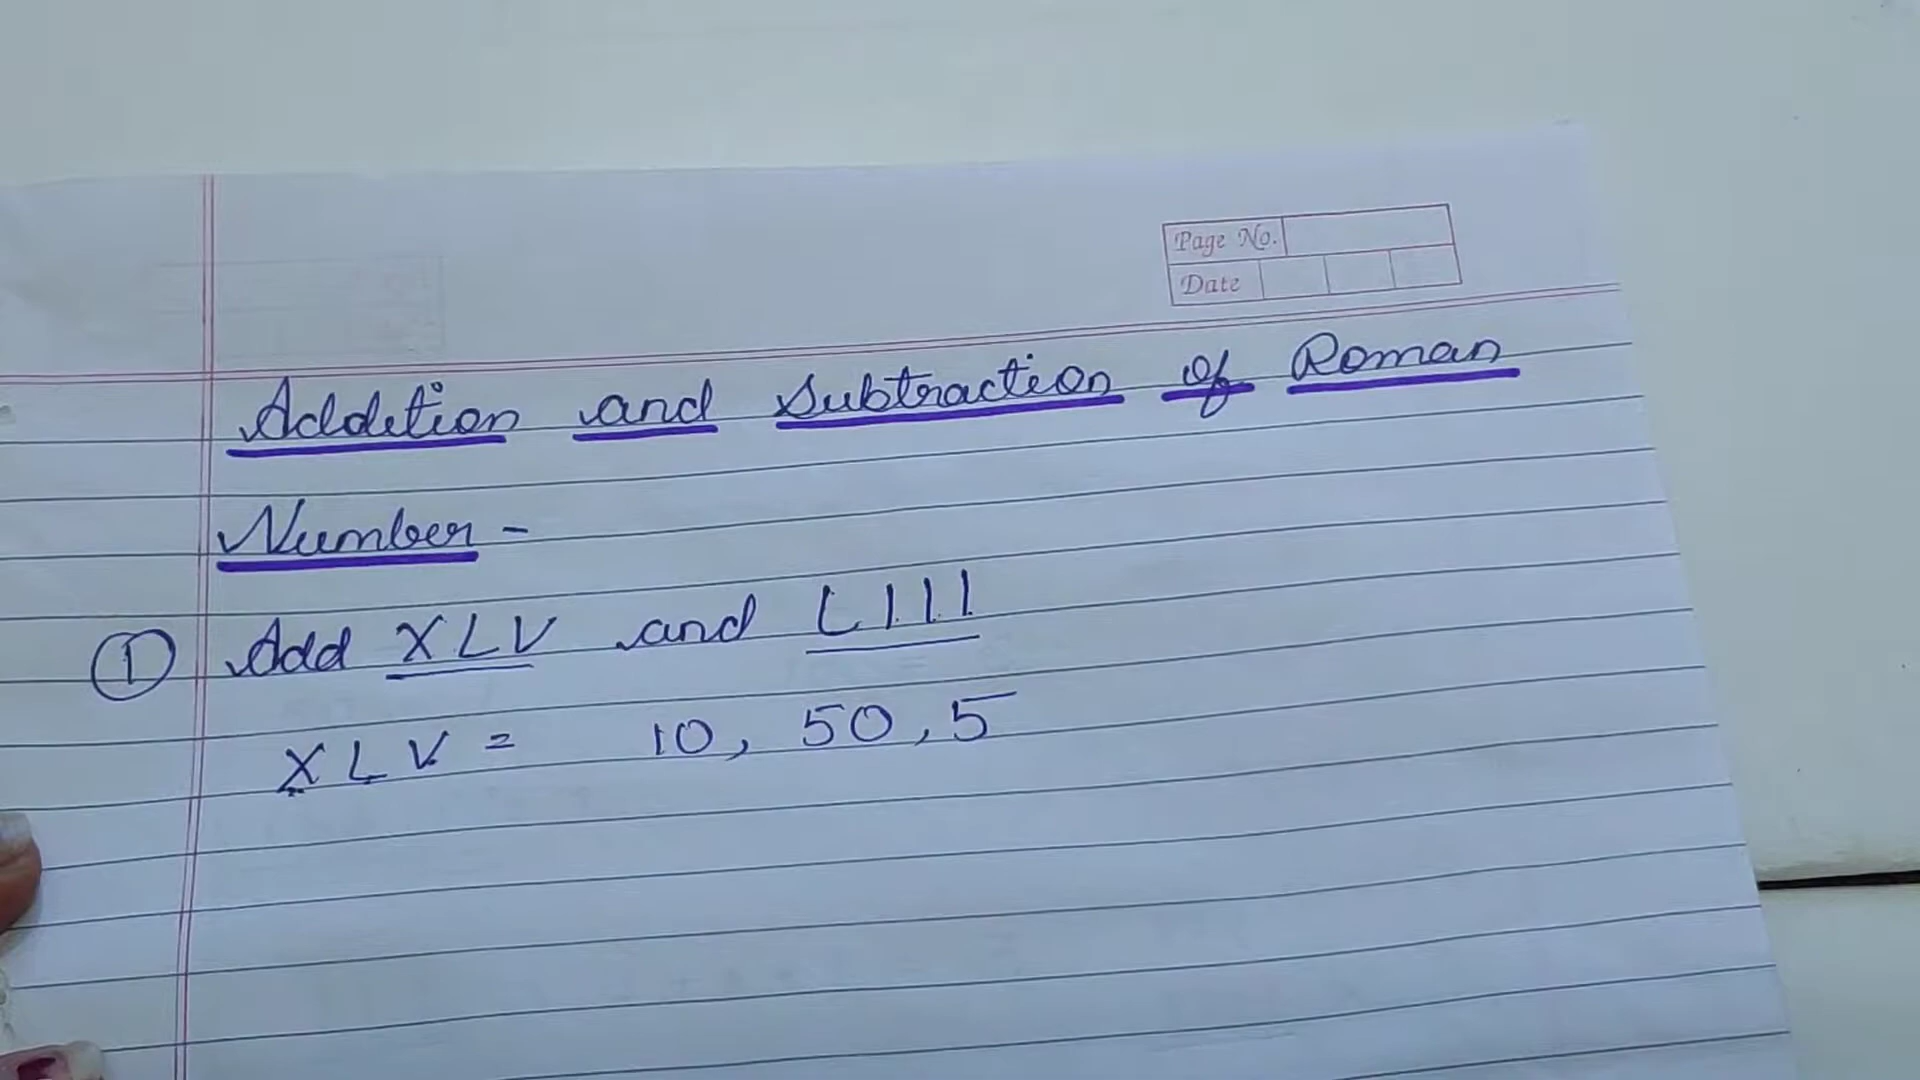 Page No.
Date
Addition and Subtraction of Roman
Number -
1 Add XLV and LIII
XLV = 10, 50, 5